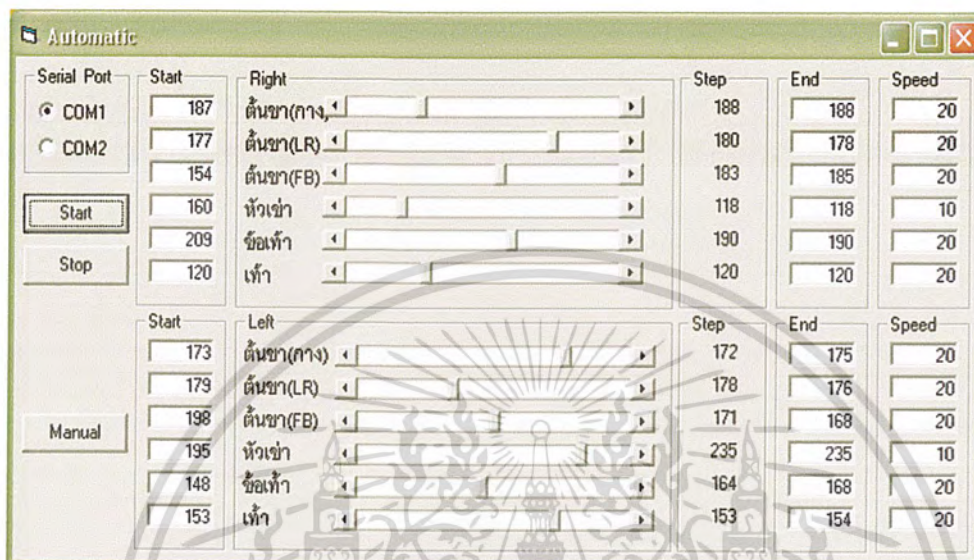 Automatic
Serial Port Start Right Step End Speed
COM1 187 ต้นขา(กาง, 188 188 20
COM2 177 ต้นขา(LR) 180 178 20
154 ต้นขา(FB) 183 185 20
Start 160 หัวเข่า 118 118 10
209 ข้อเท้า 190 190 20
Stop 120 เท้า 120 120 20
Start Left Step End Speed
173 ต้นขา(กาง) 172 175 20
179 ต้นขา(LR) 178 176 20
198 ต้นขา(FB) 171 168 20
Manual 195 หัวเข่า 235 235 10
148 ข้อเท้า 164 168 20
153 เท้า 153 154 20